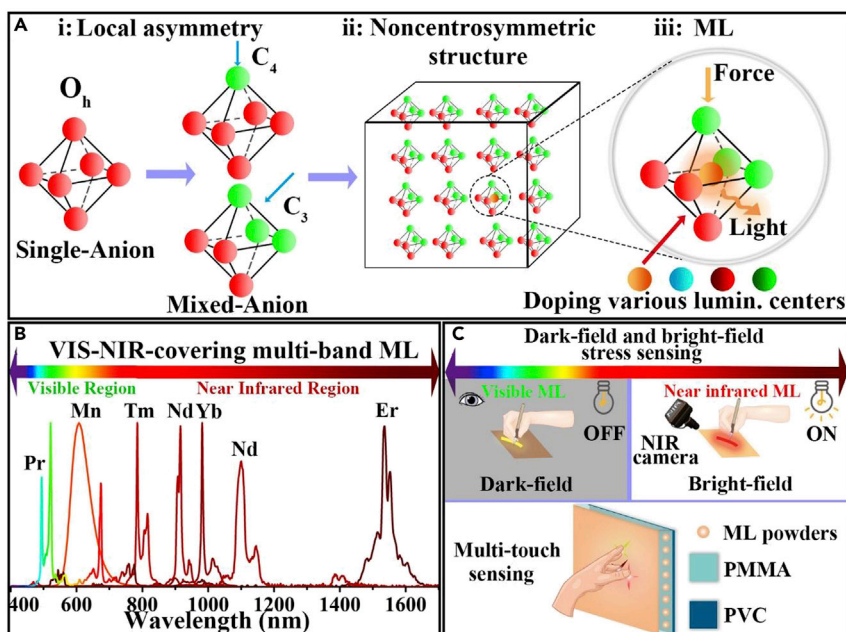 A
i: Local asymmetry
ii: Noncentrosymmetric
structure
iii: ML
O_h
C_4
C_3
Single-Anion
Mixed-Anion
Force
Light
Doping various lumin. centers
B
VIS-NIR-covering multi-band ML
Visible Region
Near Infrared Region
Pr
Mn
Tm
Nd
Yb
Nd
Er
400
600
800
1000
1200
1400
1600
Wavelength (nm)
C
Dark-field and bright-field
stress sensing
Visible ML
OFF
Dark-field
Near infrared ML
NIR
camera
ON
Bright-field
Multi-touch
sensing
ML powders
PMMA
PVC